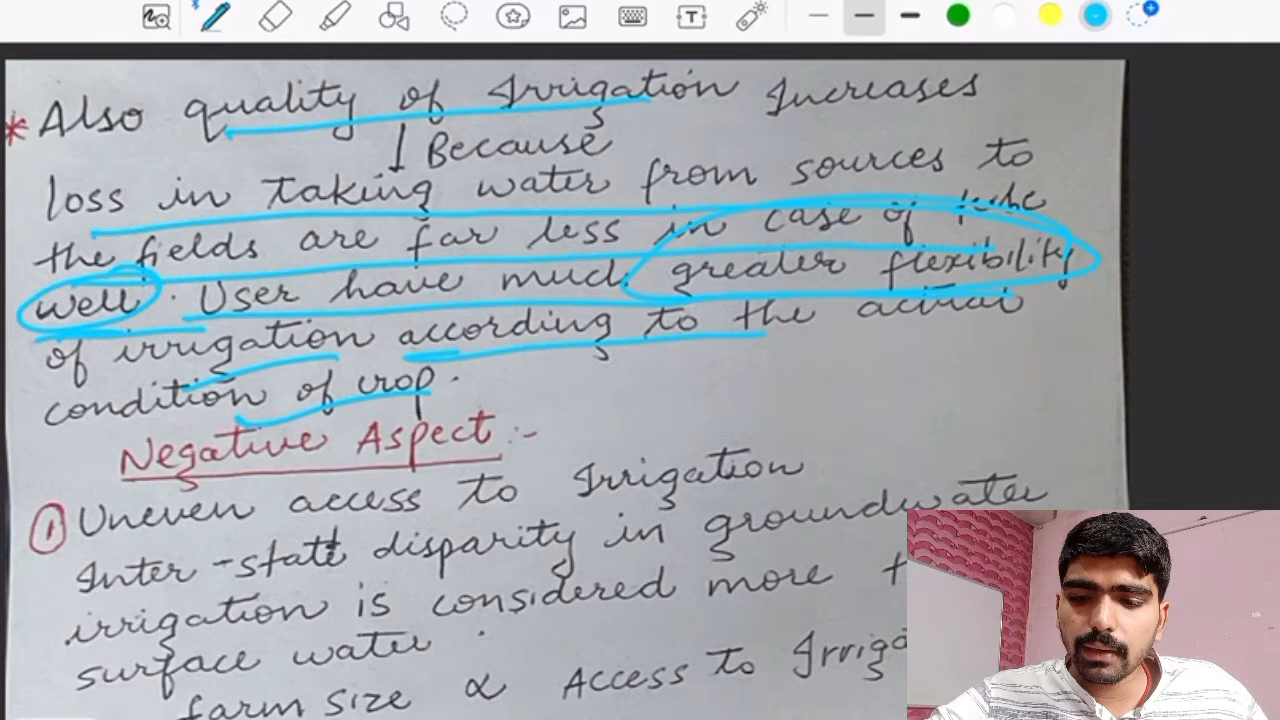 * Also quality of Irrigation Increases
↓ Because
loss in taking water from sources to
the fields are far less in case of tube
well. User have much greater flexibility
of irrigation according to the actual
condition of crop.
Negative Aspect :-
① Uneven access to Irrigation
Inter-state disparity in groundwater
irrigation is considered more
surface water.
farm size ∝ Access to